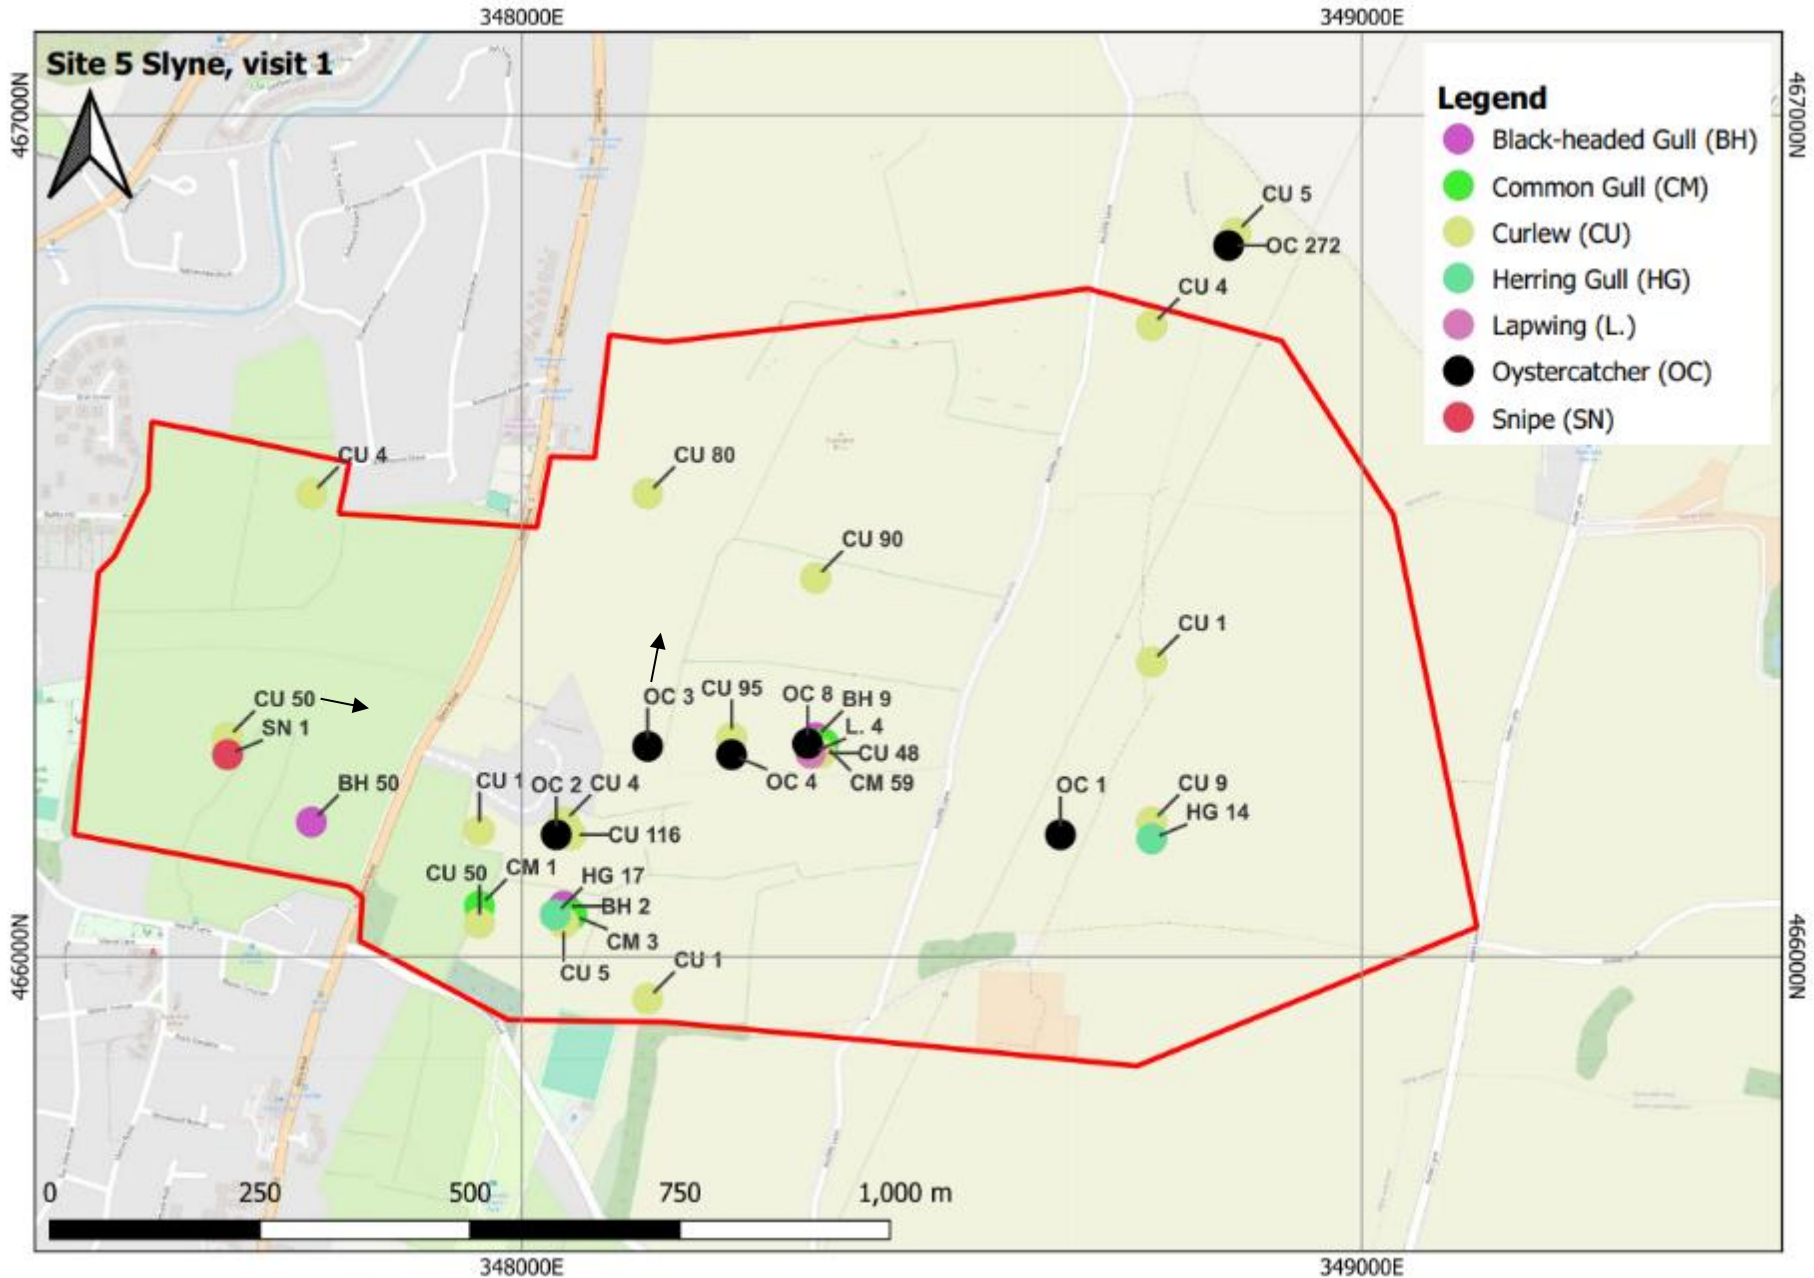 348000E
349000E
Site 5 Slyne, visit 1
467000N
467000N
Legend
Black-headed Gull (BH)
Common Gull (CM)
Curlew (CU)
Herring Gull (HG)
Lapwing (L.)
Oystercatcher (OC)
Snipe (SN)
CU 5
OC 272
CU 4
CU 4
CU 80
CU 90
CU 1
CU 50
SN 1
OC 3
CU 95
OC 8
BH 9
L. 4
CU 48
CM 59
OC 4
BH 50
CU 1
OC 2
CU 4
CU 116
OC 1
CU 9
HG 14
CU 50
CM 1
HG 17
BH 2
CM 3
CU 5
CU 1
466000N
466000N
0
250
500
750
1,000 m
348000E
349000E